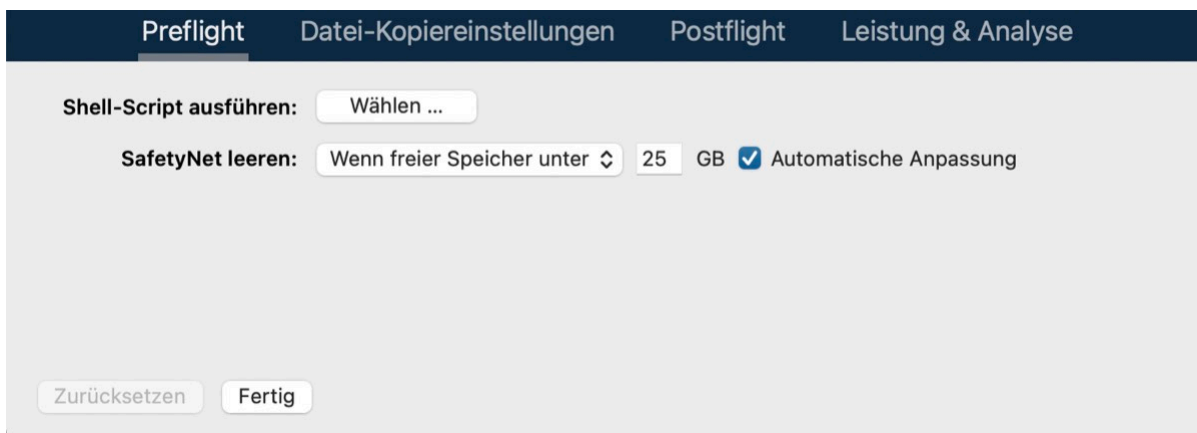 Preflight Datei-Kopiereinstellungen Postflight Leistung & Analyse
Shell-Script ausführen: Wählen ...
SafetyNet leeren: Wenn freier Speicher unter 25 GB Automatische Anpassung
Zurücksetzen Fertig